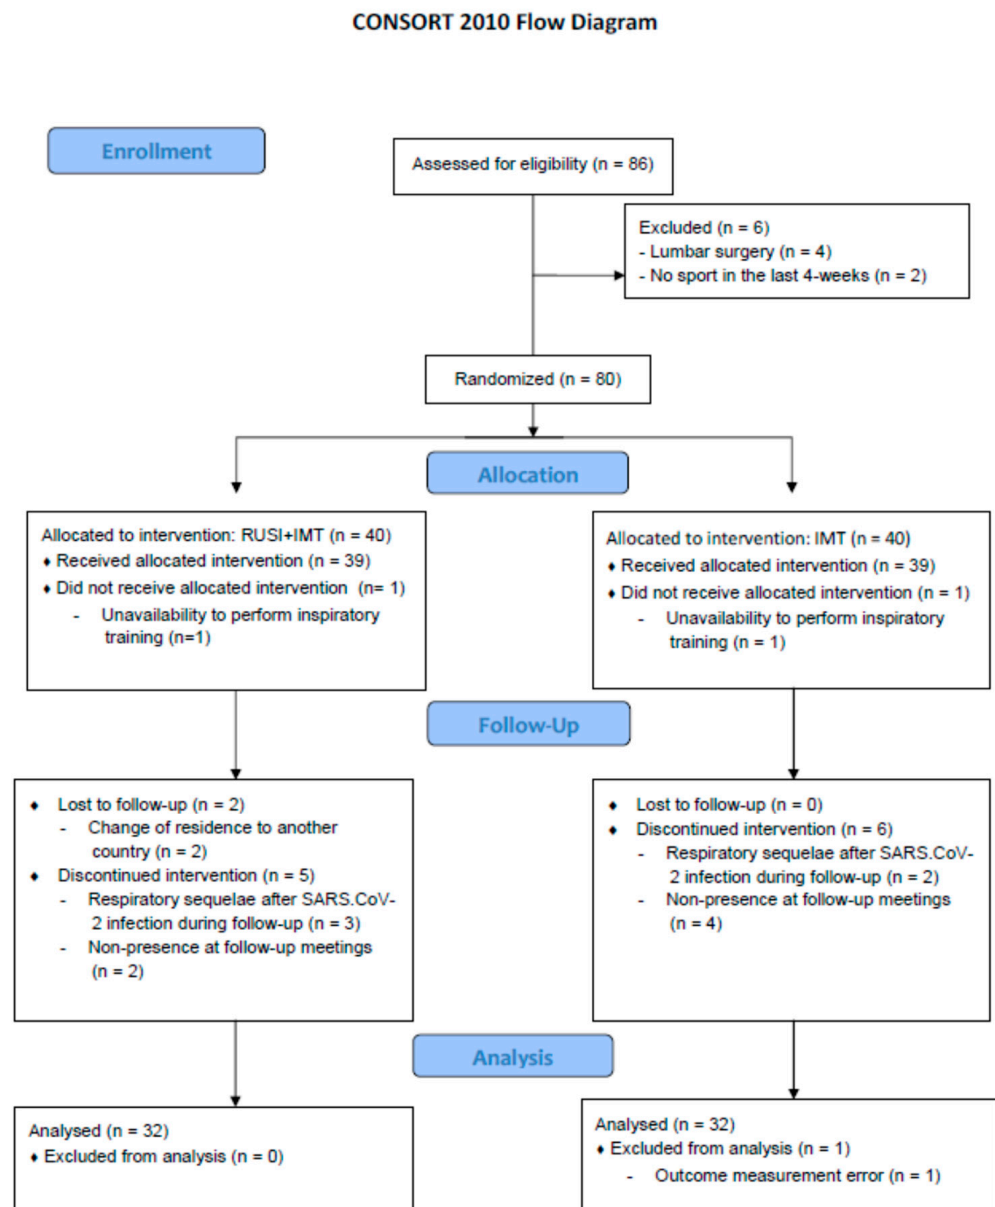 CONSORT 2010 Flow Diagram
Enrollment
Assessed for eligibility (n = 86)
Excluded (n = 6)
- Lumbar surgery (n = 4)
- No sport in the last 4-weeks (n = 2)
Randomized (n = 80)
Allocation
Allocated to intervention: RUSI+IMT (n = 40)
♦ Received allocated intervention (n = 39)
♦ Did not receive allocated intervention (n= 1)
- Unavailability to perform inspiratory
training (n=1)
Allocated to intervention: IMT (n = 40)
♦ Received allocated intervention (n = 39)
♦ Did not receive allocated intervention (n = 1)
- Unavailability to perform inspiratory
training (n = 1)
Follow-Up
♦ Lost to follow-up (n = 2)
- Change of residence to another
country (n = 2)
♦ Discontinued intervention (n = 5)
- Respiratory sequelae after SARS.CoV-
2 infection during follow-up (n = 3)
- Non-presence at follow-up meetings
(n = 2)
♦ Lost to follow-up (n = 0)
♦ Discontinued intervention (n = 6)
- Respiratory sequelae after SARS.CoV-
2 infection during follow-up (n = 2)
- Non-presence at follow-up meetings
(n = 4)
Analysis
Analysed (n = 32)
♦ Excluded from analysis (n = 0)
Analysed (n = 32)
♦ Excluded from analysis (n = 1)
- Outcome measurement error (n = 1)